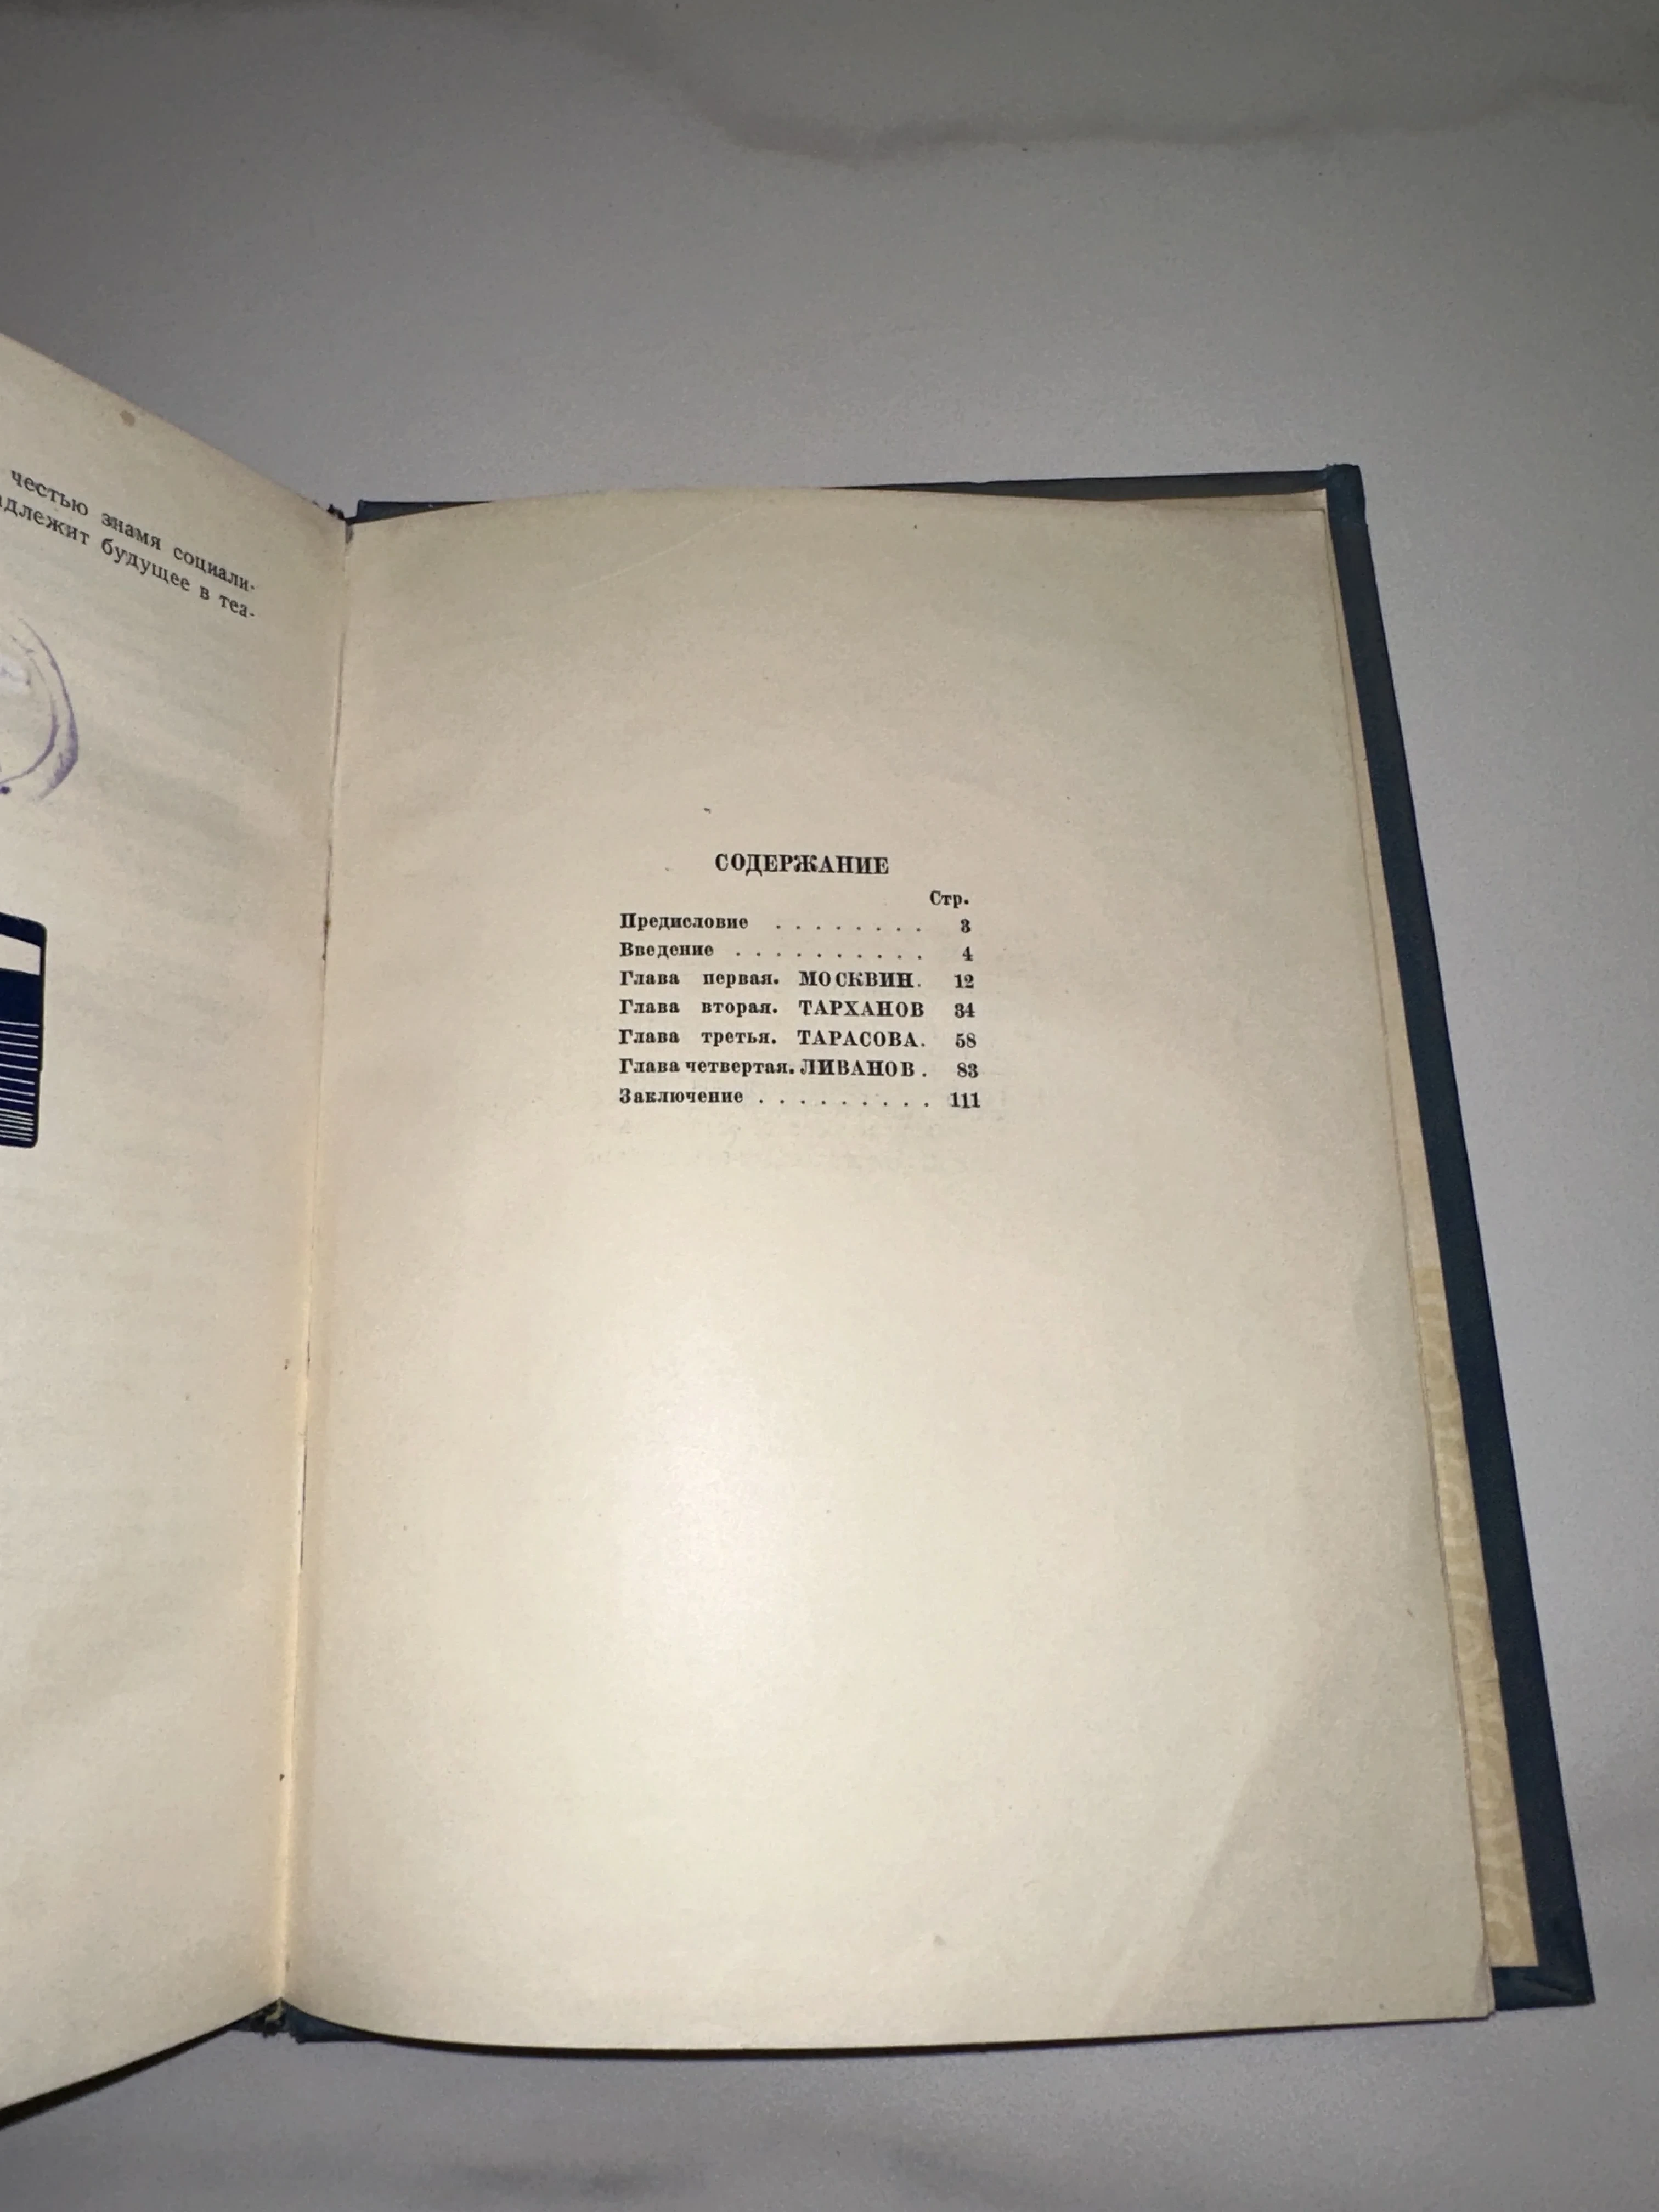 честью знамя социали-
будущее в теа-
СОДЕРЖАНИЕ
Стр.
Предисловие . . . . . . . . 3
Введение . . . . . . . . . . 4
Глава первая. МОСКВИН. 12
Глава вторая. ТАРХАНОВ 34
Глава третья. ТАРАСОВА. 58
Глава четвертая. ЛИВАНОВ . 83
Заключение . . . . . . . . . 111